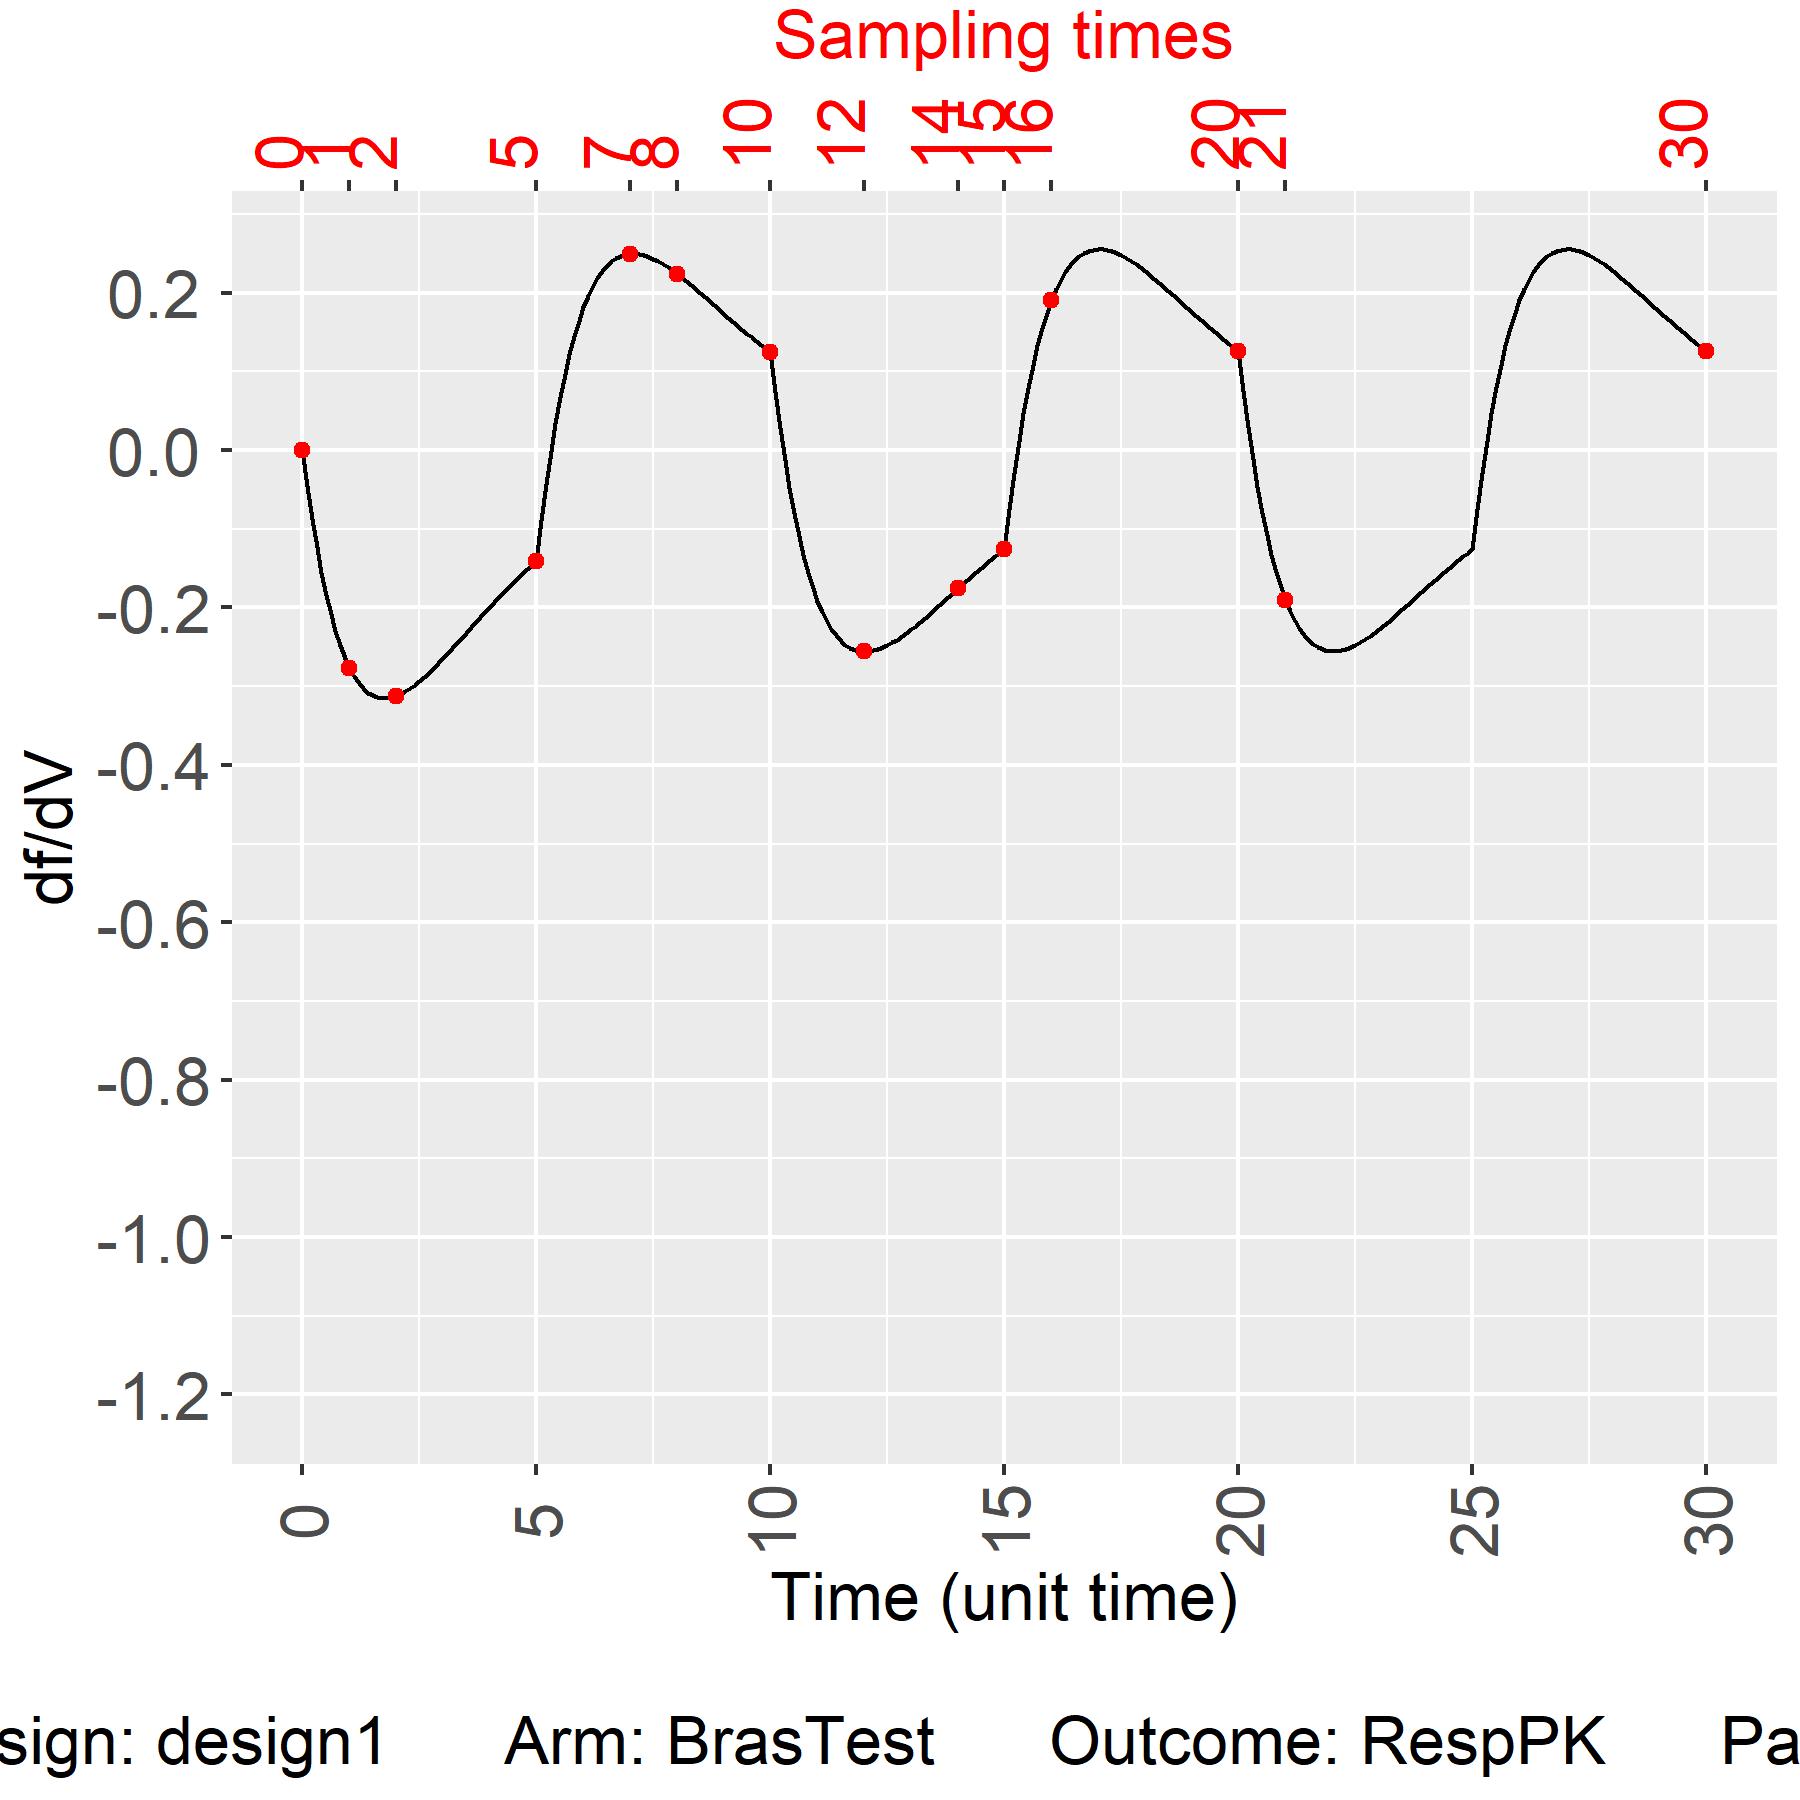 Sampling times
0 1 2 5 7 8 10 12 14 15 16 20 21 30
0.2
0.0
-0.2
-0.4
-0.6
-0.8
-1.0
-1.2
df/dV
0 5 10 15 20 25 30
Time (unit time)
sign: design1 Arm: BrasTest Outcome: RespPK Pa